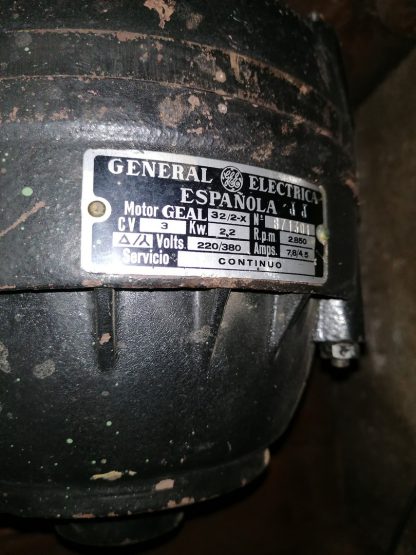 GENERAL GE ELECTRICA
ESPAÑOLA
Motor GEAL 32/2-X Nº
CV 3 Kw. 2,2 R.p.m 2.850
Δ/⅄ Volts. 220/380 Amps. 7,8/4,5
Servicio CONTINUO